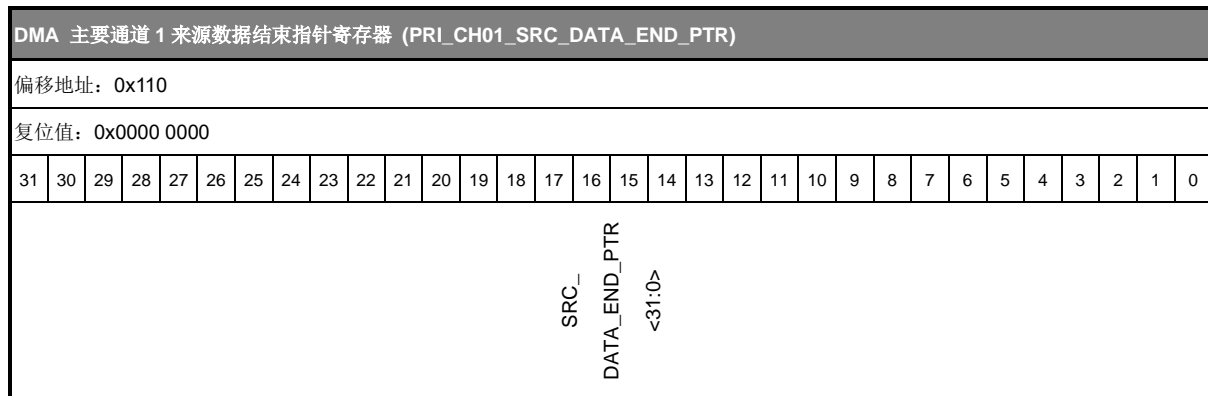 DMA 主要通道 1 来源数据结束指针寄存器 (PRI_CH01_SRC_DATA_END_PTR)
偏移地址：0x110
复位值：0x0000 0000
31 30 29 28 27 26 25 24 23 22 21 20 19 18 17 16 15 14 13 12 11 10 9 8 7 6 5 4 3 2 1 0
SRC_
DATA_END_PTR
<31:0>